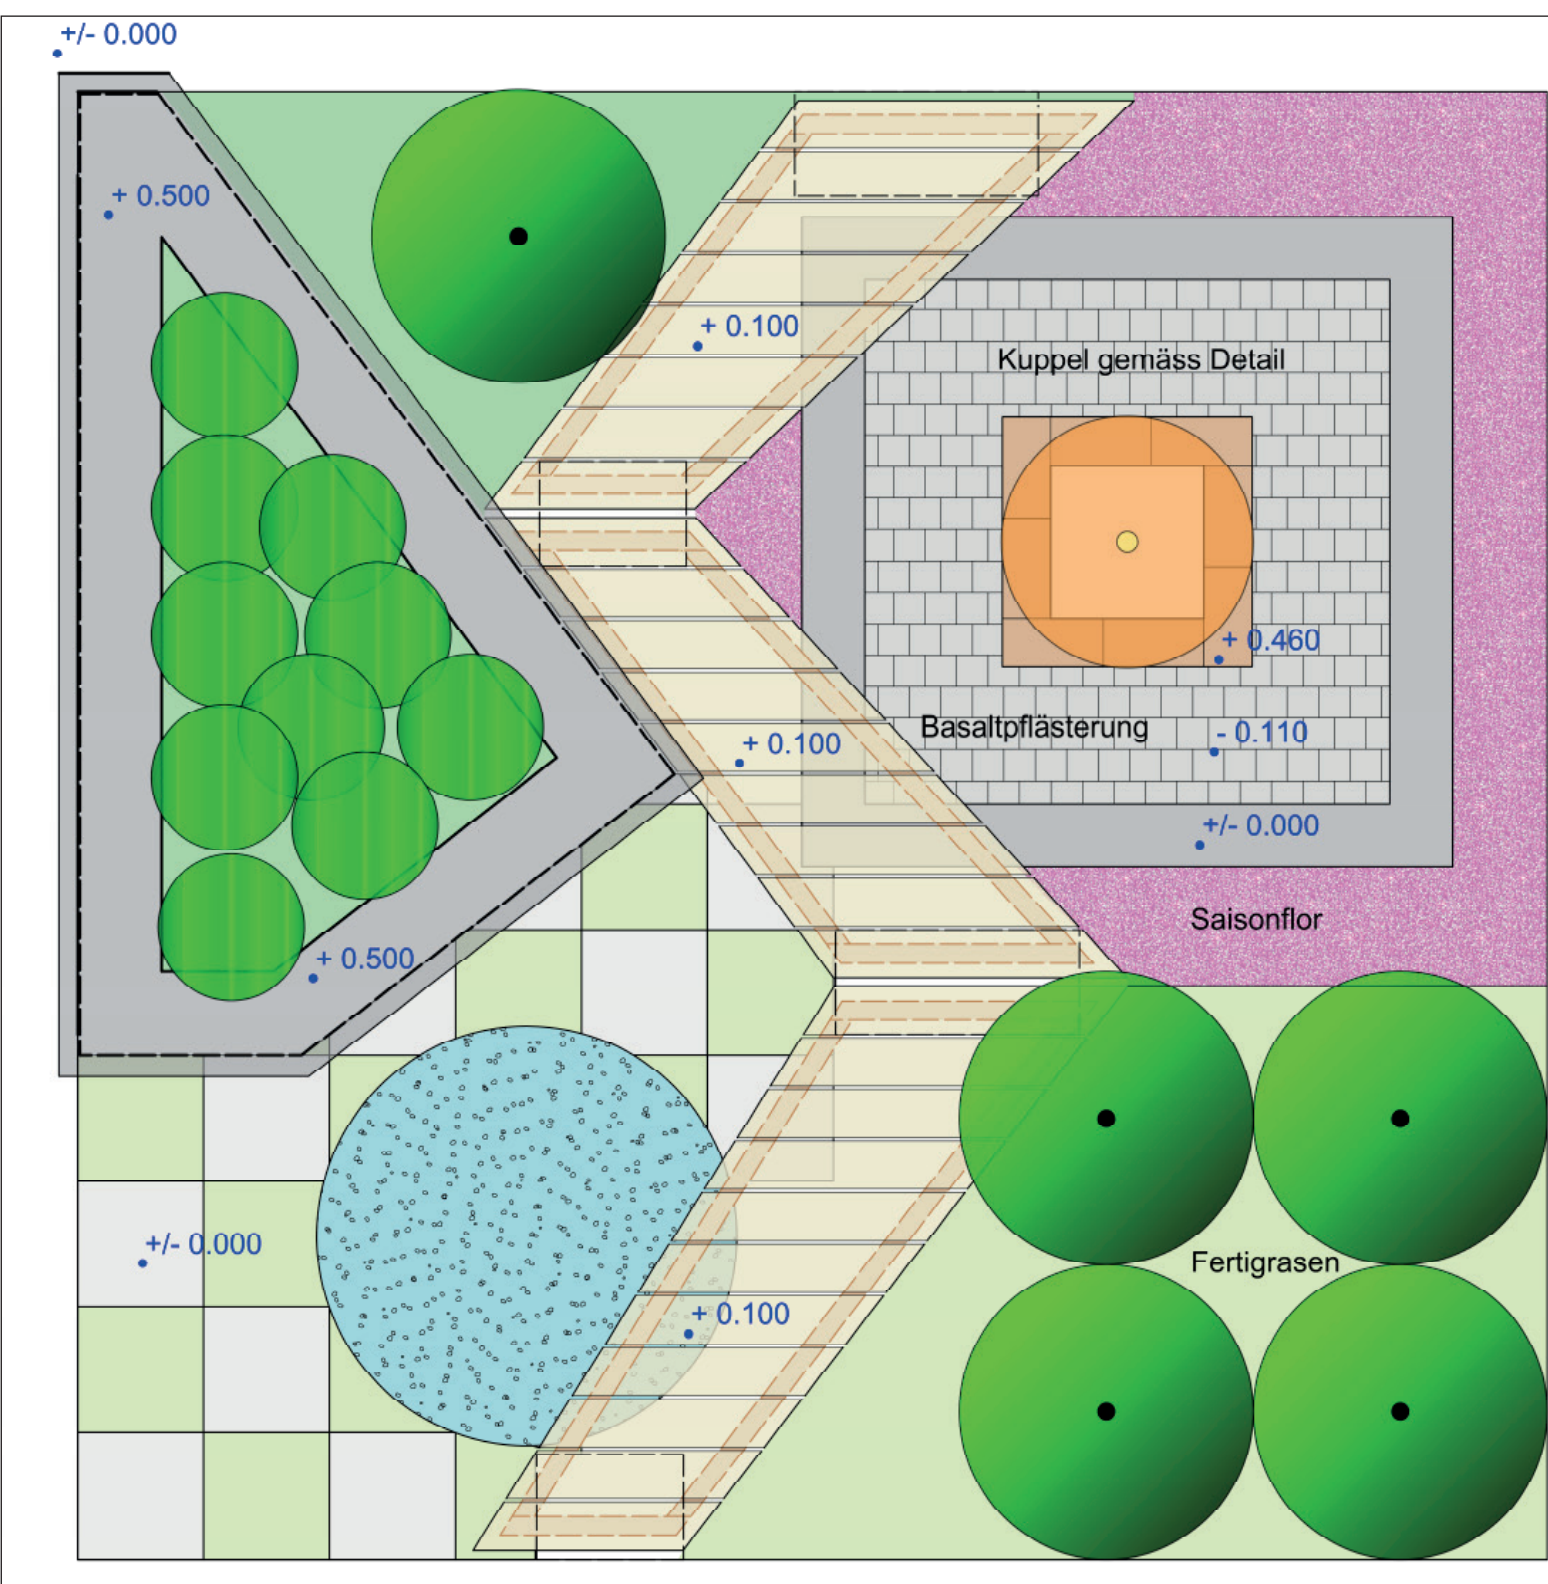 +/- 0.000
+ 0.500
+ 0.100
Kuppel gemäss Detail
+ 0.460
Basaltpflästerung
- 0.110
+ 0.100
+/- 0.000
Saisonflor
+ 0.500
+/- 0.000
Fertigrasen
+ 0.100